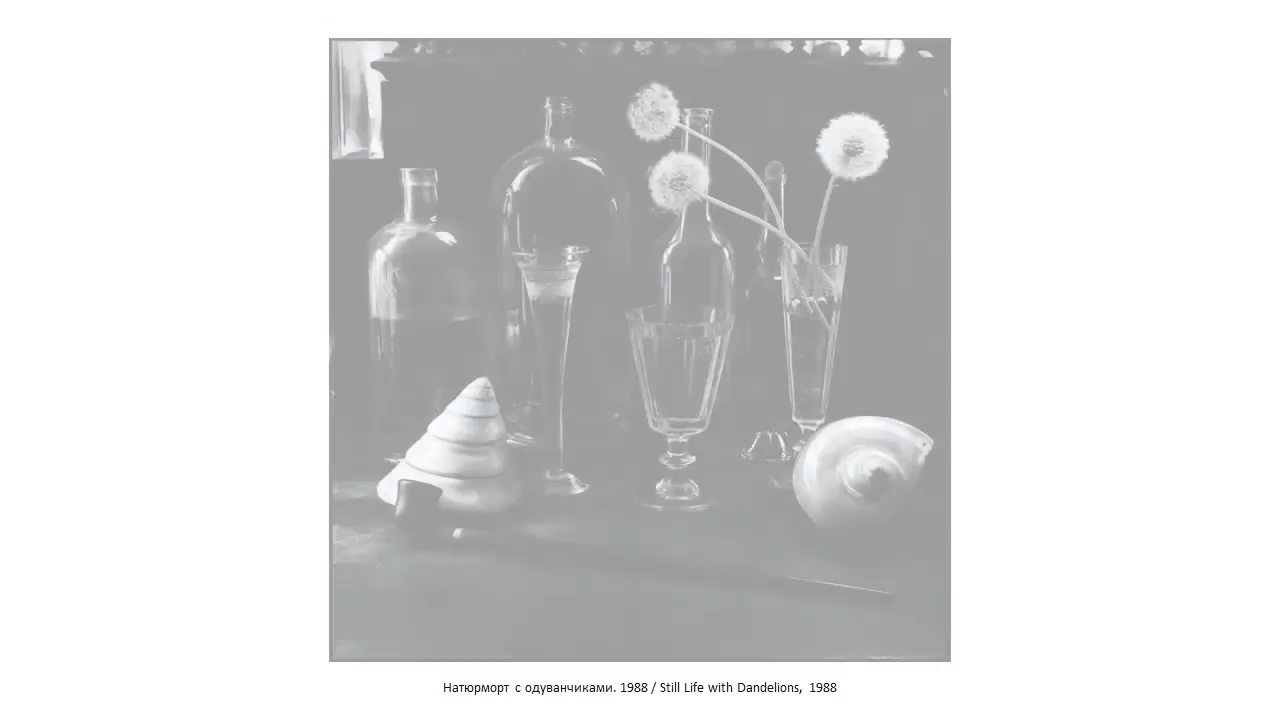 Натюрморт с одуванчиками. 1988 / Still Life with Dandelions, 1988